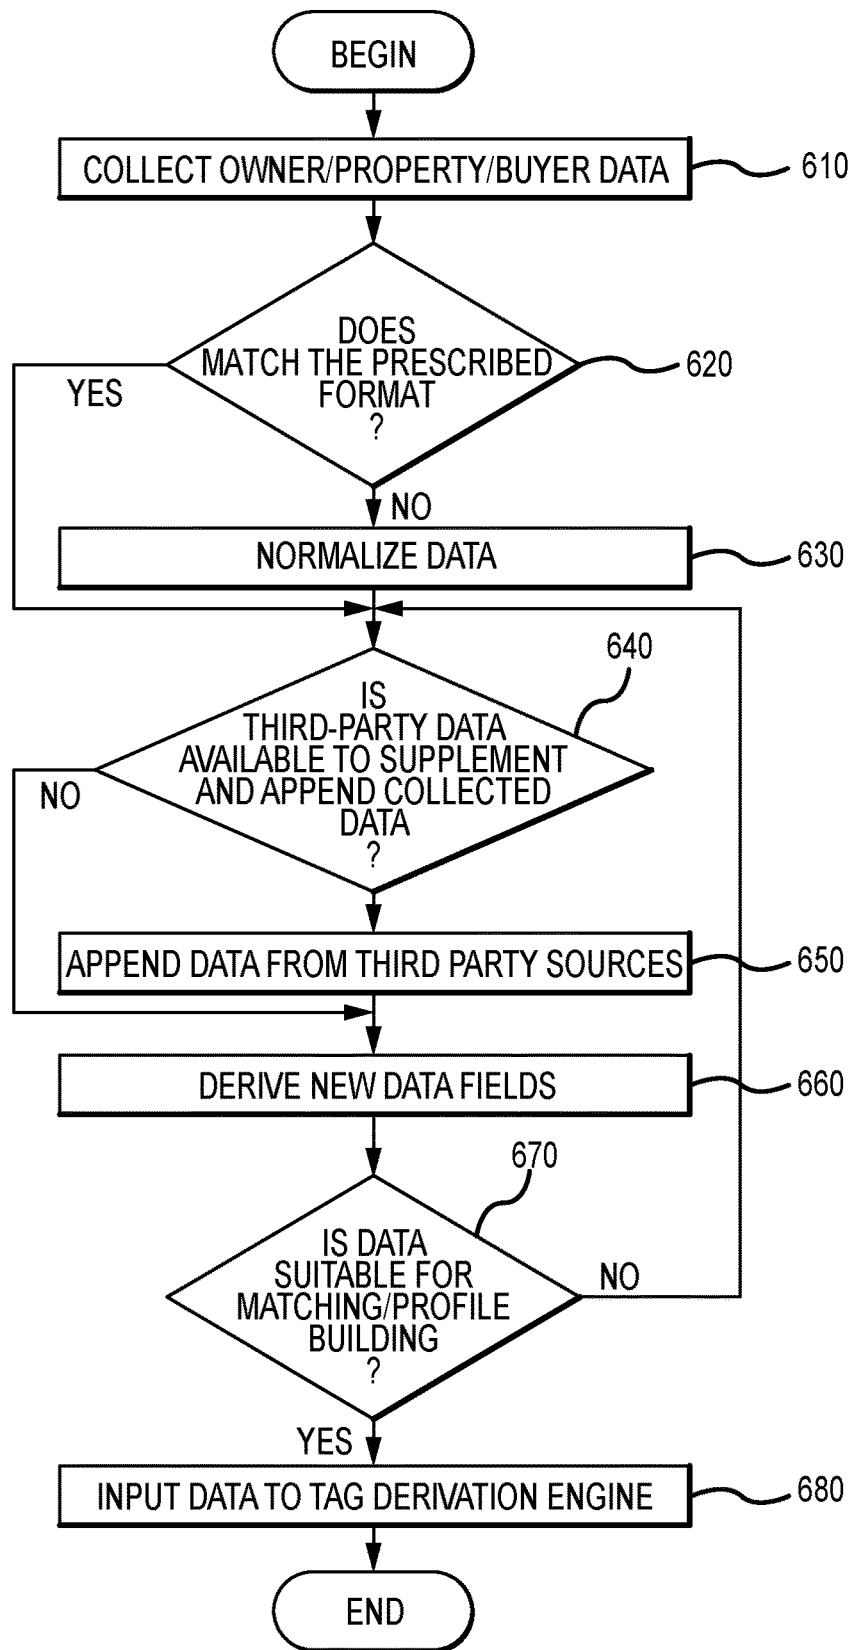 BEGIN
COLLECT OWNER/PROPERTY/BUYER DATA
610
DOES
MATCH THE PRESCRIBED
FORMAT
?
620
YES
NO
NORMALIZE DATA
630
640
IS
THIRD-PARTY DATA
AVAILABLE TO SUPPLEMENT
AND APPEND COLLECTED
DATA
?
NO
APPEND DATA FROM THIRD PARTY SOURCES
650
DERIVE NEW DATA FIELDS
660
670
IS DATA
SUITABLE FOR
MATCHING/PROFILE
BUILDING
?
NO
YES
INPUT DATA TO TAG DERIVATION ENGINE
680
END